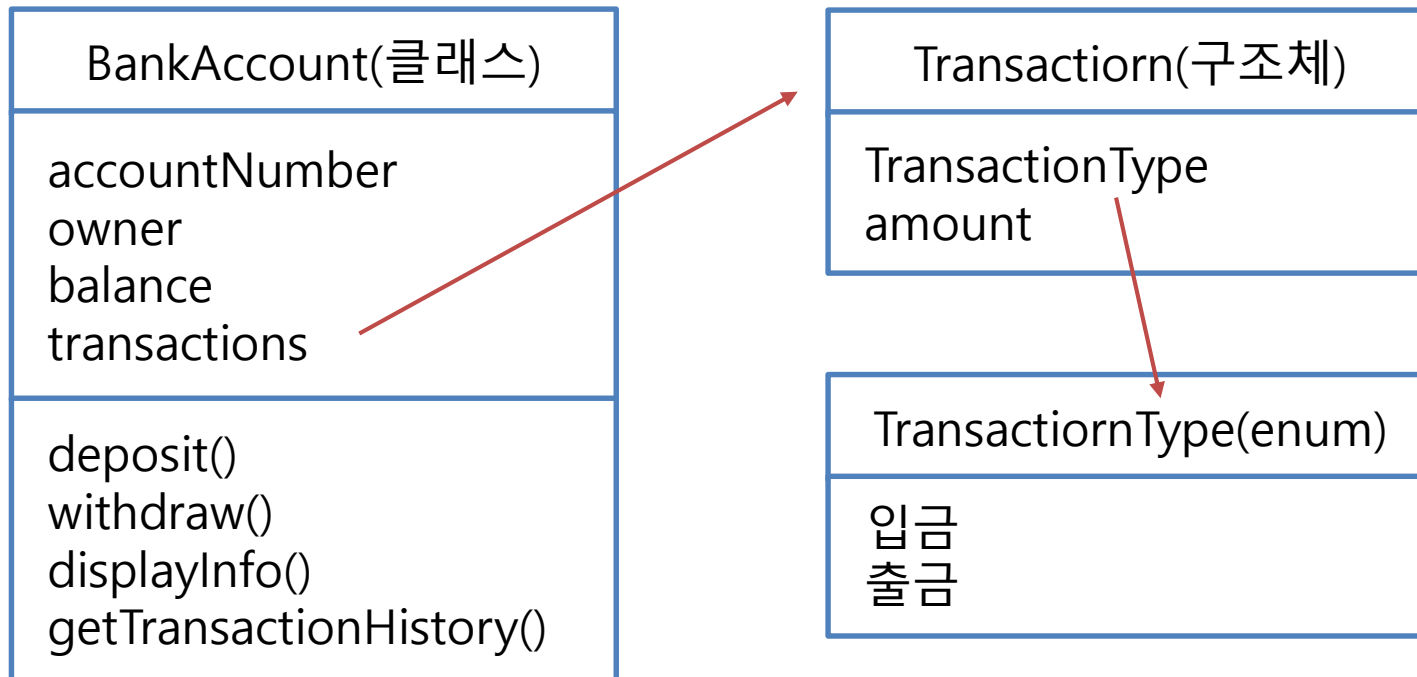 BankAccount(클래스)
accountNumber
owner
balance
transactions
deposit()
withdraw()
displayInfo()
getTransactionHistory()
Transactiorn(구조체)
TransactionType
amount
TransactiornType(enum)
입금
출금